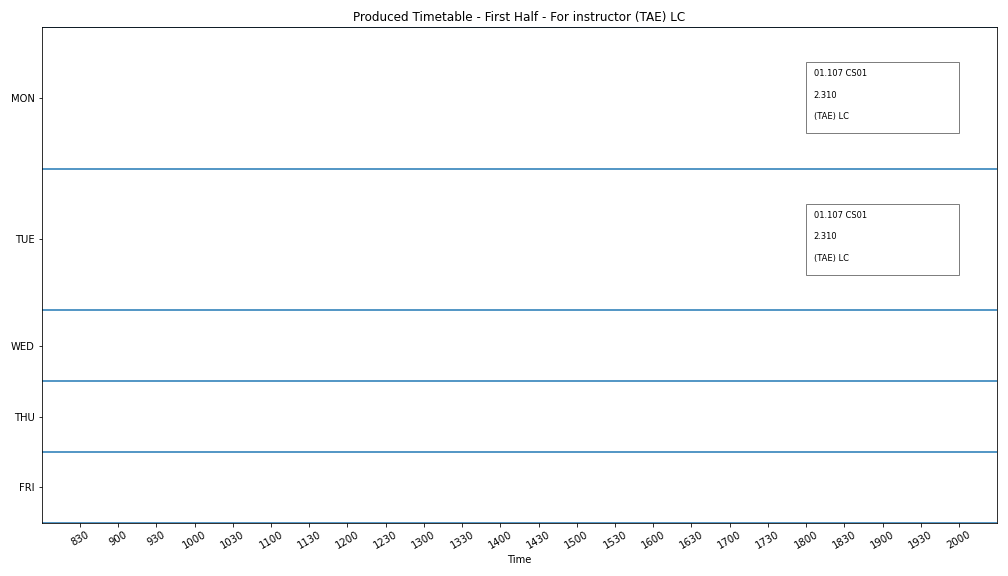 Produced Timetable - First Half - For instructor (TAE) LC
MON
01.107 CS01
2.310
(TAE) LC
TUE
01.107 CS01
2.310
(TAE) LC
WED
THU
FRI
830 900 930 1000 1030 1100 1130 1200 1230 1300 1330 1400 1430 1500 1530 1600 1630 1700 1730 1800 1830 1900 1930 2000
Time